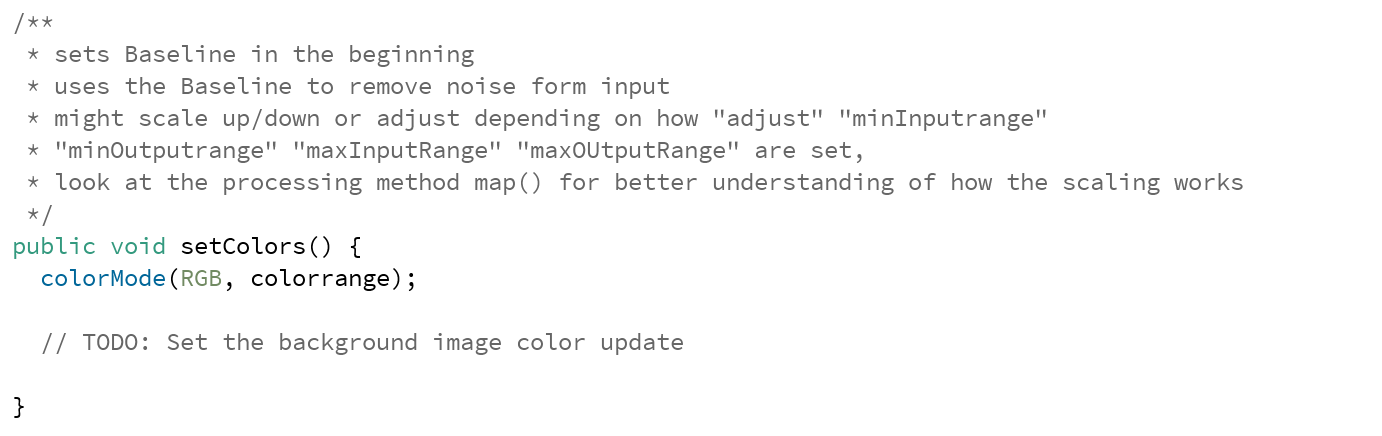 /**
 * sets Baseline in the beginning
 * uses the Baseline to remove noise form input
 * might scale up/down or adjust depending on how "adjust" "minInputrange"
 * "minOutputrange" "maxInputRange" "maxOUtputRange" are set,
 * look at the processing method map() for better understanding of how the scaling works
 */
public void setColors() {
  colorMode(RGB, colorrange);
  // TODO: Set the background image color update
}